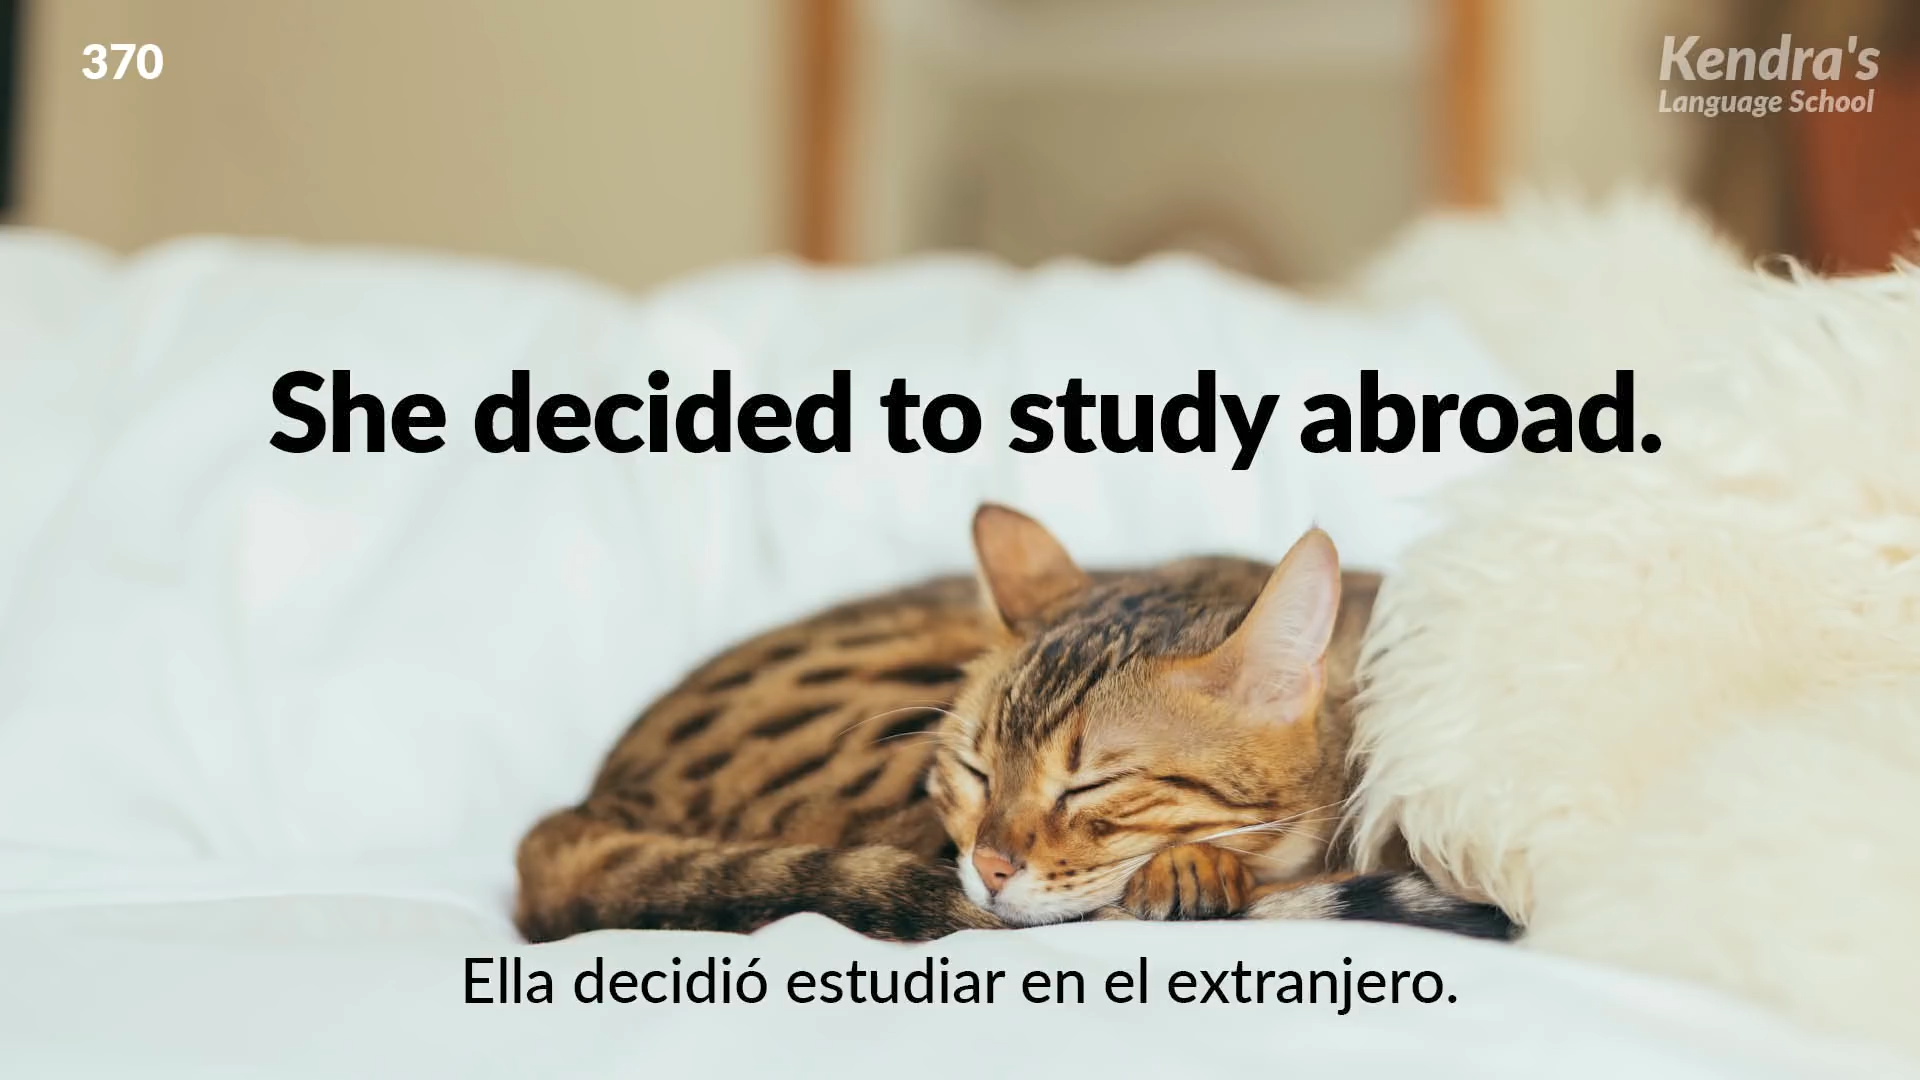 370
Kendra's
Language School
She decided to study abroad.
Ella decidió estudiar en el extranjero.